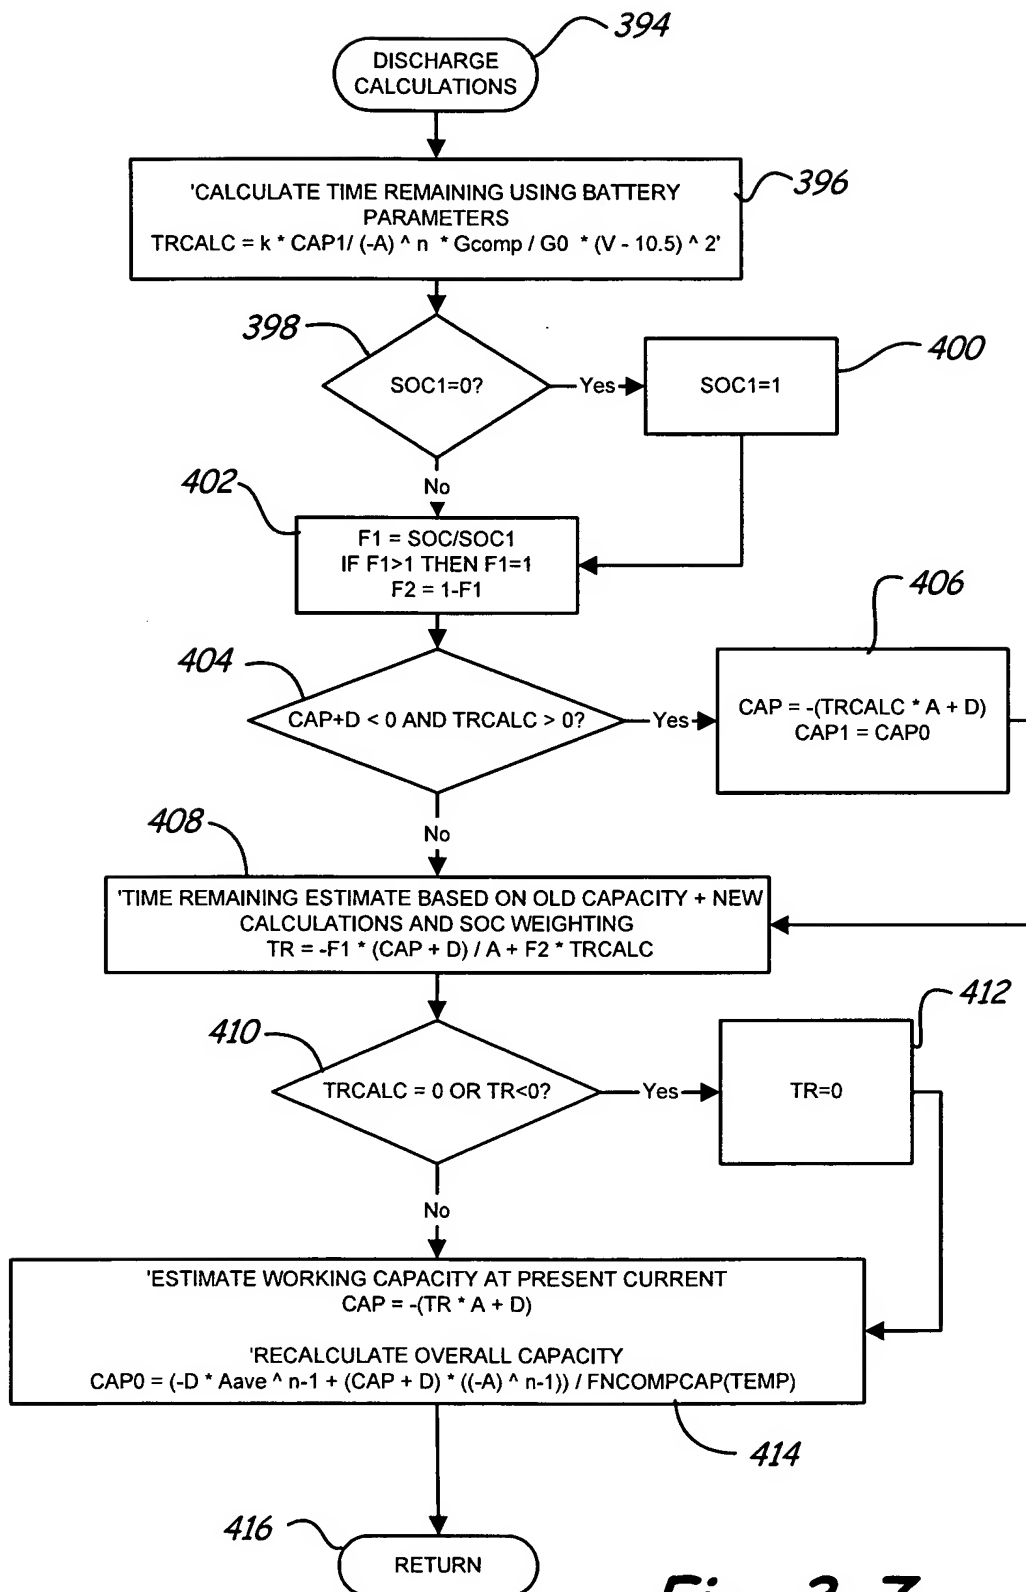 394
DISCHARGE
CALCULATIONS
'CALCULATE TIME REMAINING USING BATTERY
PARAMETERS
TRCALC = k * CAP1/ (-A) ^ n * Gcomp / G0 * (V - 10.5) ^ 2'
396
398
SOC1=0?
Yes
SOC1=1
400
No
402
F1 = SOC/SOC1
IF F1>1 THEN F1=1
F2 = 1-F1
406
404
CAP+D < 0 AND TRCALC > 0?
Yes
CAP = -(TRCALC * A + D)
CAP1 = CAP0
No
408
'TIME REMAINING ESTIMATE BASED ON OLD CAPACITY + NEW
CALCULATIONS AND SOC WEIGHTING
TR = -F1 * (CAP + D) / A + F2 * TRCALC
412
410
TRCALC = 0 OR TR<0?
Yes
TR=0
No
'ESTIMATE WORKING CAPACITY AT PRESENT CURRENT
CAP = -(TR * A + D)
'RECALCULATE OVERALL CAPACITY
CAP0 = (-D * Aave ^ n-1 + (CAP + D) * ((-A) ^ n-1)) / FNCOMPCAP(TEMP)
414
416
RETURN